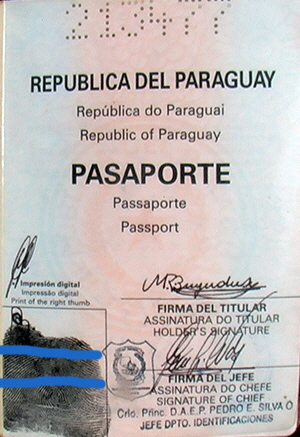 213477
REPUBLICA DEL PARAGUAY
República do Paraguai
Republic of Paraguay
PASAPORTE
Passaporte
Passport
Impresión digital
Impressão digital
Print of the right thumb
FIRMA DEL TITULAR
ASSINATURA DO TITULAR
HOLDER'S SIGNATURE
FIRMA DEL JEFE
ASSINATURA DO CHEFE
SIGNATURE OF CHIEF
Crio. Princ. D.A.E.P. PEDRO E. SILVA O
JEFE DPTO. IDENTIFICACIONES